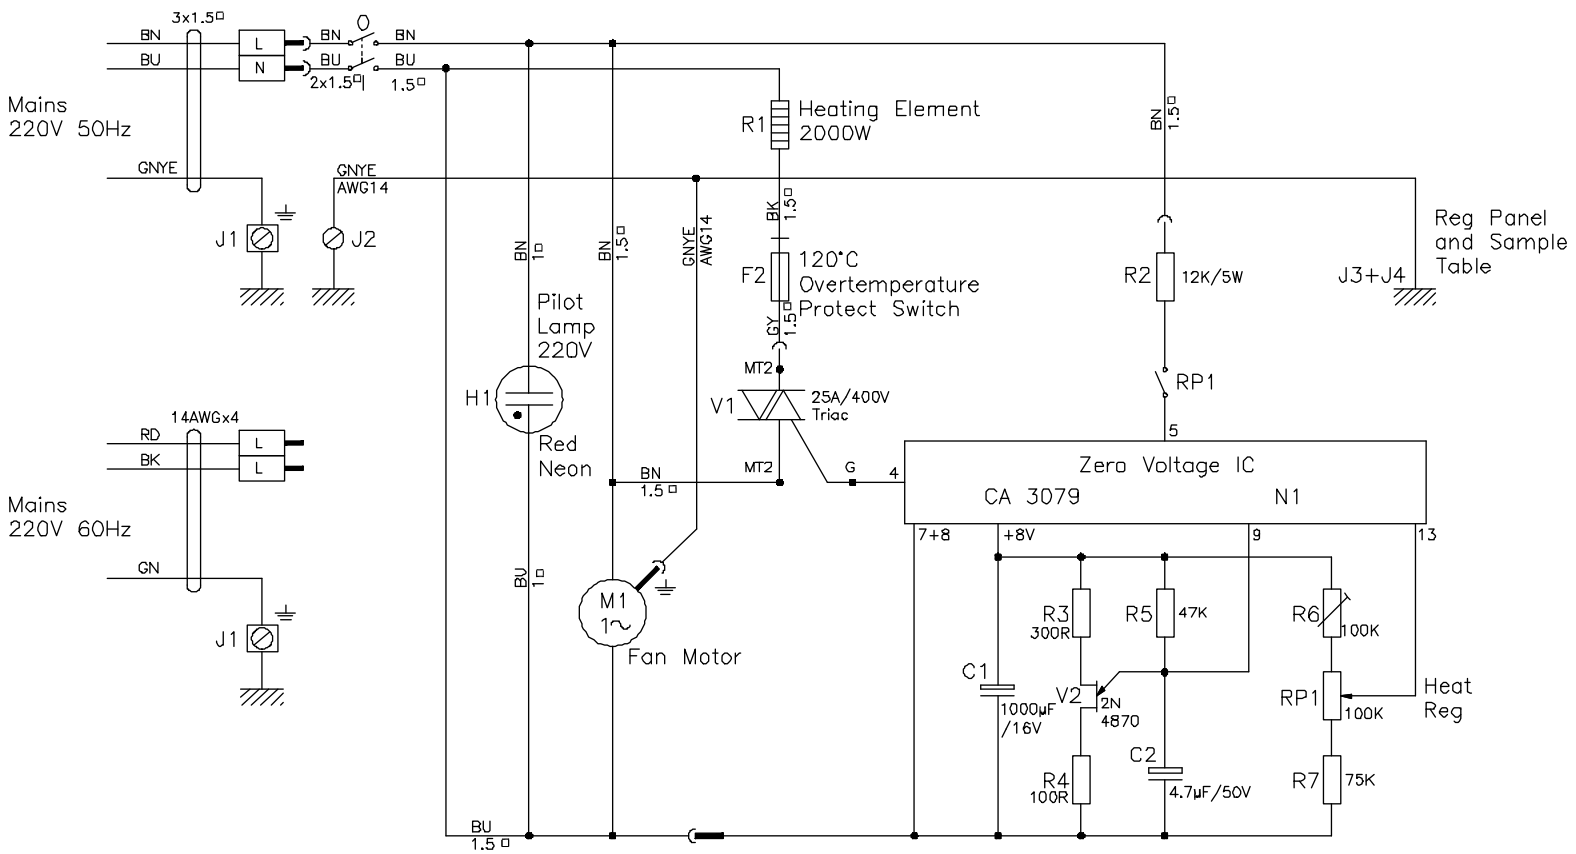 3x1.5□
BN
L
BN
BN
BU
N
BU
BU
2x1.5□
1.5□
Mains
220V 50Hz
GNYE
GNYE
AWG14
J1
J2
R1
Heating Element
2000W
BN
1.5□
BK
1.5□
BN
1□
BN
1.5□
GNYE
AWG14
F2
120°C
Overtemperature
Protect Switch
GY
1.5□
R2
12K/5W
J3+J4
Reg Panel
and Sample
Table
Pilot
Lamp
220V
H1
Red
Neon
MT2
V1
25A/400V
Triac
RP1
5
MT2
G
4
BN
1.5□
Zero Voltage IC
CA 3079
N1
7+8
+8V
9
13
14AWGx4
RD
L
BK
L
Mains
220V 60Hz
GN
J1
BU
1□
M1
1~
Fan Motor
R3
300R
R5
47K
R6
100K
C1
1000µF
/16V
V2
2N
4870
RP1
100K
Heat
Reg
R4
100R
C2
4.7µF/50V
R7
75K
BU
1.5□